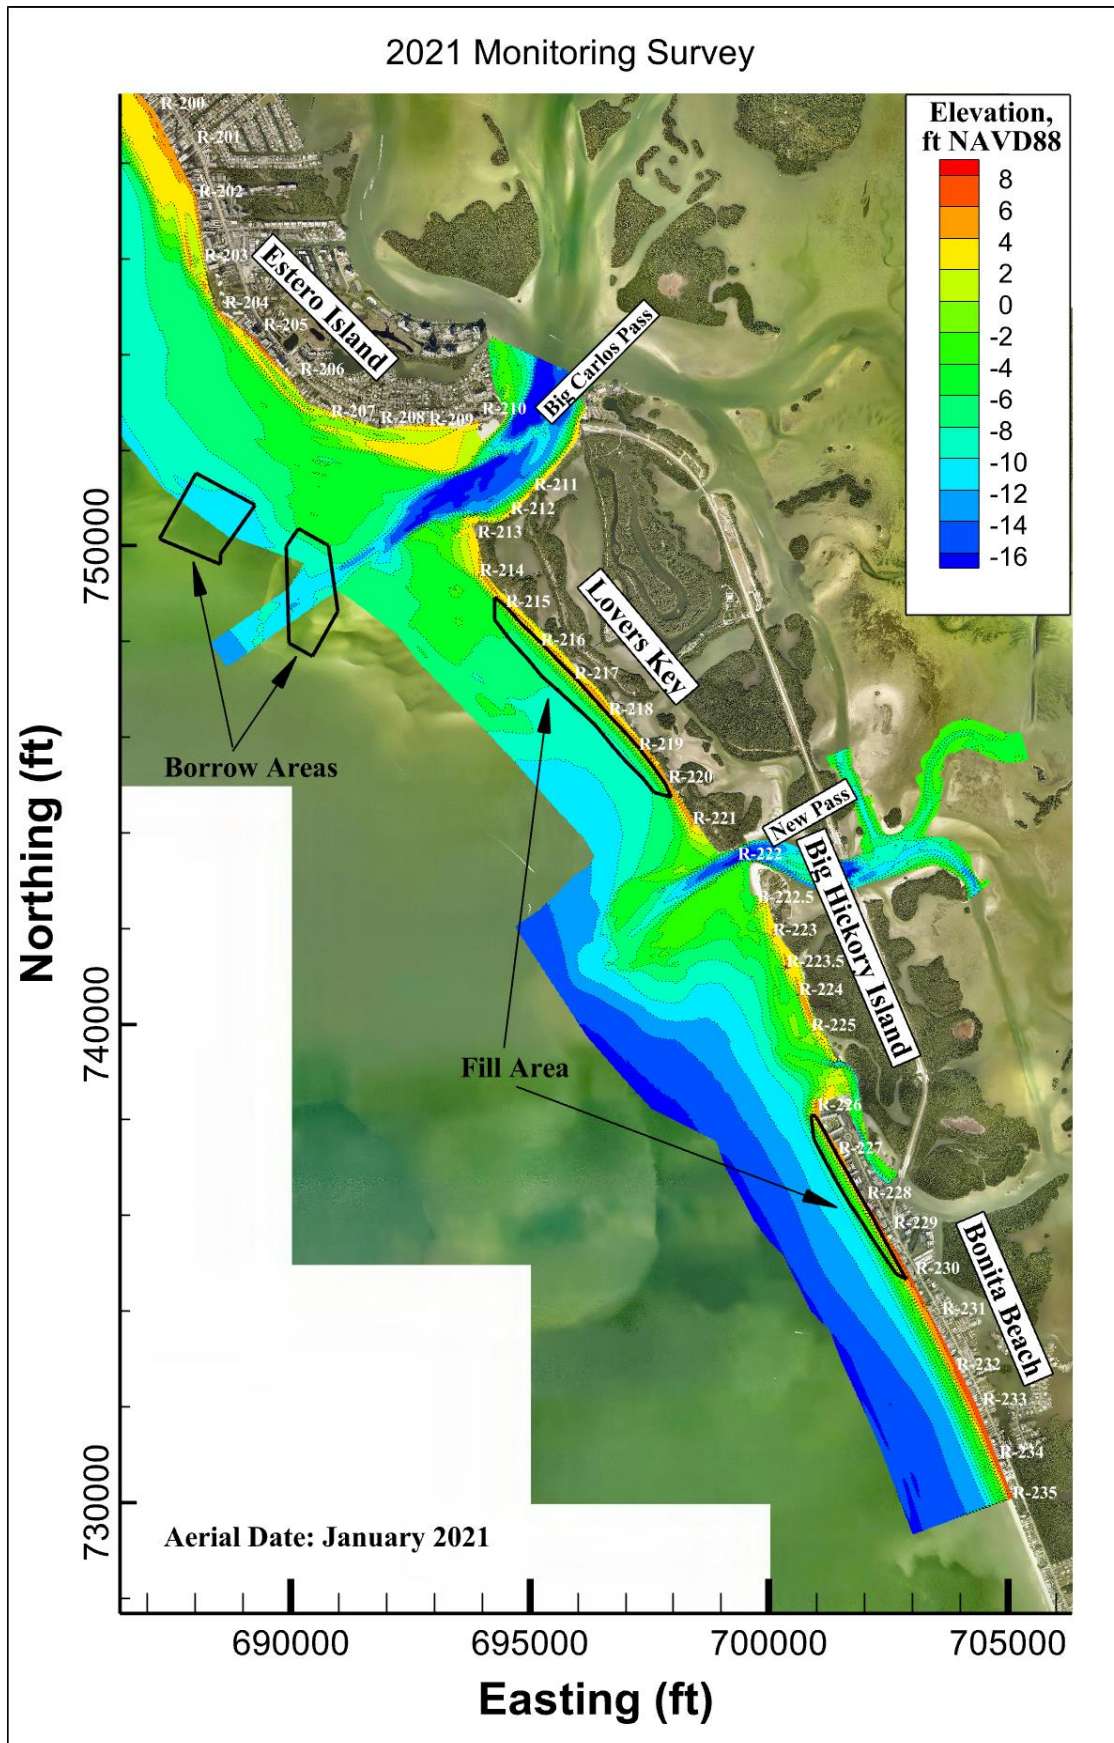 2021 Monitoring Survey
Elevation,
ft NAVD88
8
6
4
2
0
-2
-4
-6
-8
-10
-12
-14
-16
R-200
R-201
R-202
R-203
R-204
R-205
R-206
R-207
R-208
R-209
R-210
Estero Island
Big Carlos Pass
R-211
R-212
R-213
R-214
R-215
R-216
R-217
R-218
R-219
R-220
R-221
Lovers Key
Borrow Areas
New Pass
R-222
R-222.5
R-223
R-223.5
R-224
R-225
Big Hickory Island
Fill Area
R-226
R-227
R-228
R-229
R-230
R-231
R-232
R-233
R-234
R-235
Bonita Beach
Aerial Date: January 2021
750000
740000
730000
Northing (ft)
690000
695000
700000
705000
Easting (ft)